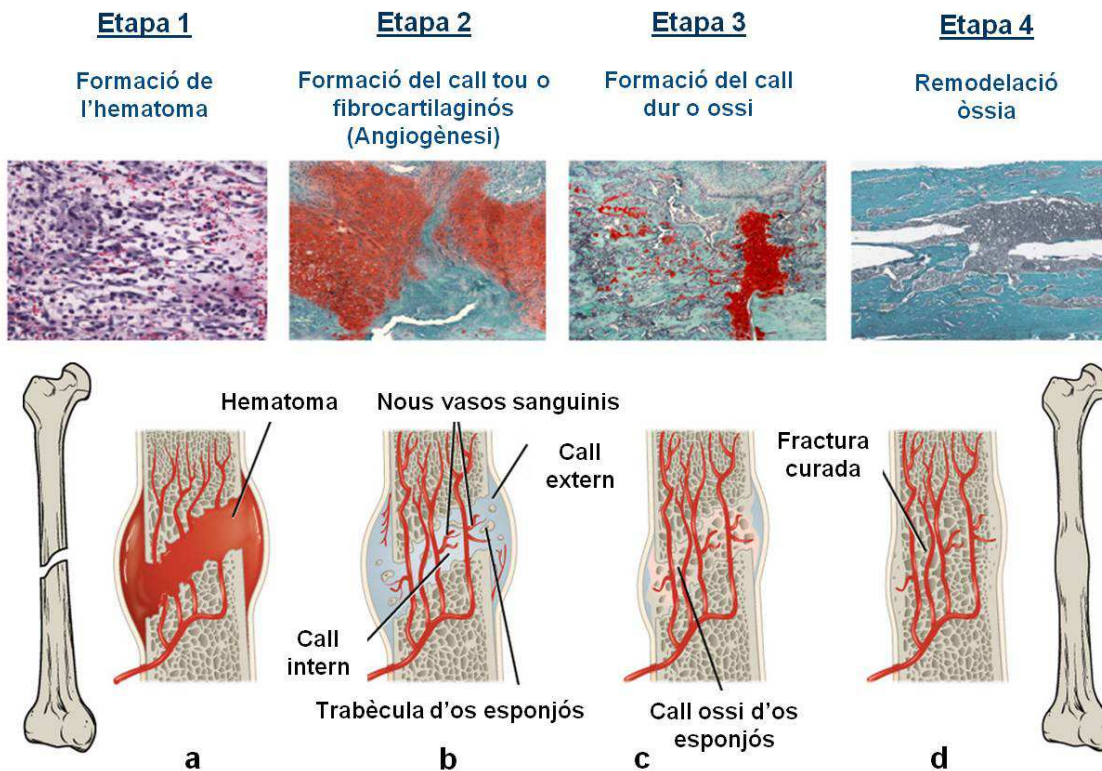 Etapa 1
Formació de
l'hematoma
Etapa 2
Formació del call tou o
fibrocartilaginós
(Angiogènesi)
Etapa 3
Formació del call
dur o ossi
Etapa 4
Remodelació
òssia
Hematoma
Nous vasos sanguinis
Call
extern
Fractura
curada
Call
intern
Trabècula d'os esponjós
Call ossi d'os
esponjós
a
b
c
d